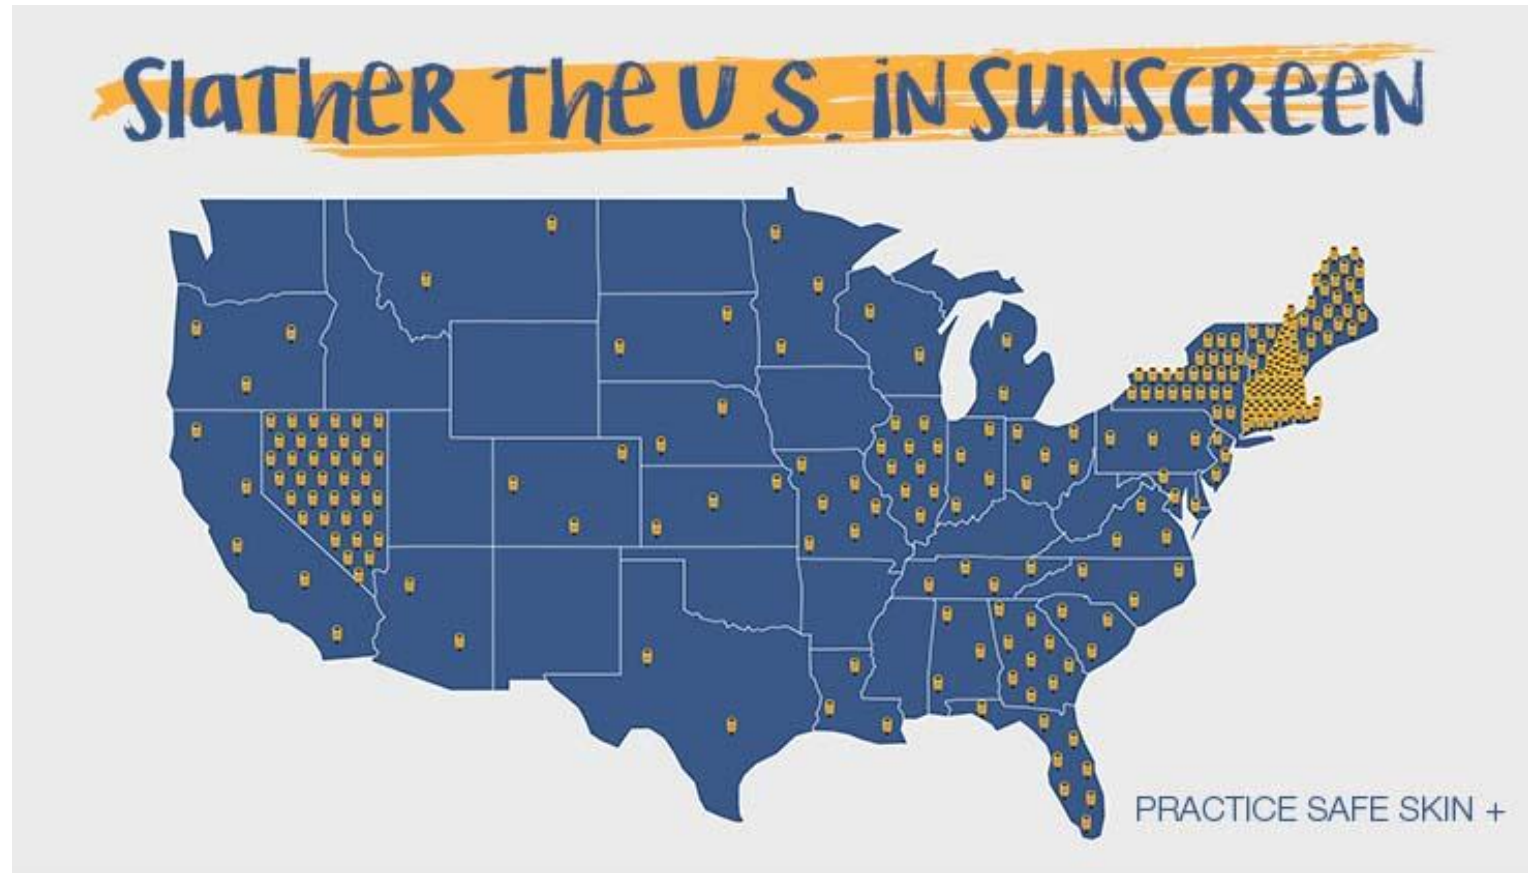 SlaTheR The U.S. iN SUNSCReeN
PRACTICE SAFE SKIN +